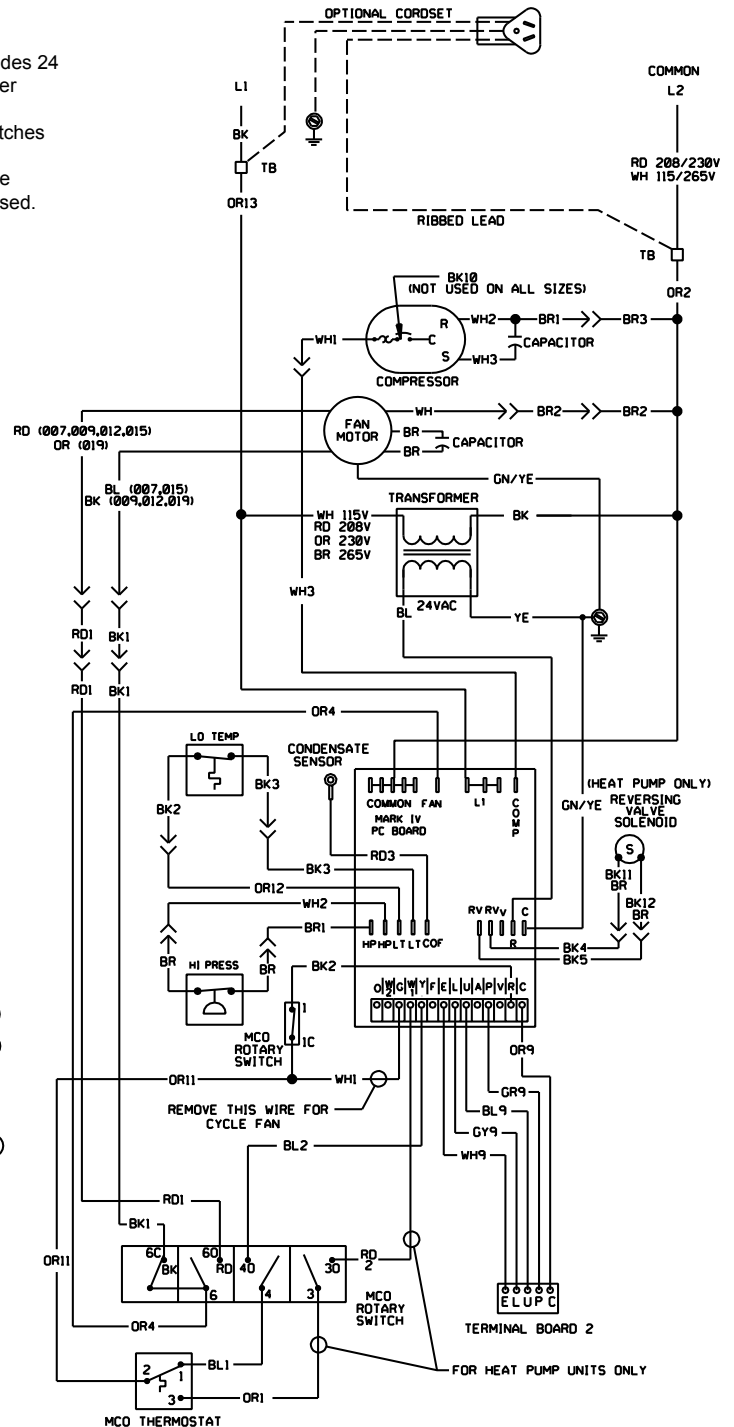 OPTIONAL CORDSET
des 24
er
tches
e
sed.
L1
BK
TB
OR13
COMMON
L2
RD 208/230V
WH 115/265V
RIBBED LEAD
TB
OR2
BK10
(NOT USED ON ALL SIZES)
R
C
S
WH1
WH2
BR1
BR3
CAPACITOR
WH3
COMPRESSOR
RD (007,009,012,015)
OR (019)
FAN
MOTOR
WH
BR2
BR2
BR
BR
CAPACITOR
BL (007,015)
BK (009,012,019)
GN/YE
TRANSFORMER
WH 115V
RD 208V
OR 230V
BR 265V
BK
WH3
24VAC
BL
YE
RD1
BK1
RD1
BK1
OR4
LO TEMP
CONDENSATE
SENSOR
BK2
BK3
COMMON
FAN
L1
COMP
MARK IV
PC BOARD
GN/YE
(HEAT PUMP ONLY)
REVERSING
VALVE
SOLENOID
S
RD3
BK3
OR12
WH2
BR1
BK11
BR
BK12
BR
RV RV V R C
HP HP LT LT COF
BK4
BK5
BR
BR
HI PRESS
BK2
O W2 G W1 Y F E L U A P V R C
1
1C
MCO
ROTARY
SWITCH
OR9
OR11
WH1
GR9
REMOVE THIS WIRE FOR
CYCLE FAN
BL9
BL2
GY9
WH9
)
)
)
RD1
BK1
OR11
6C
BK
6O
RD
6
4O
4
3O
3
RD
2
MCO
ROTARY
SWITCH
E L U P C
TERMINAL BOARD 2
OR4
BL1
2
1
3
OR1
FOR HEAT PUMP UNITS ONLY
MCO THERMOSTAT